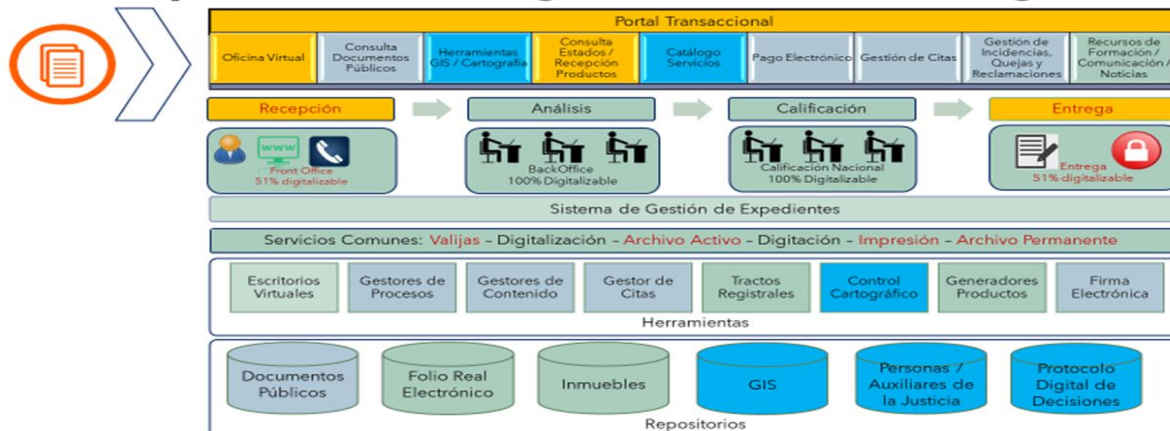 Portal Transaccional
Oficina Virtual
Consulta
Documentos
Públicos
Herramientas
GIS / Cartografía
Consulta
Estados /
Recepción
Productos
Catálogo
Servicios
Pago Electrónico
Gestión de Citas
Gestión de
Incidencias,
Quejas y
Reclamaciones
Recursos de
Formación /
Comunicación /
Noticias
Recepción
Análisis
Calificación
Entrega
www
Front Office
51% digitalizable
BackOffice
100% Digitalizable
Calificación Nacional
100% Digitalizable
Entrega
51% digitalizable
Sistema de Gestión de Expedientes
Servicios Comunes: Valijas – Digitalización – Archivo Activo – Digitación – Impresión – Archivo Permanente
Escritorios
Virtuales
Gestores de
Procesos
Gestores de
Contenido
Gestor de
Citas
Tractos
Registrales
Control
Cartográfico
Generadores
Productos
Firma
Electrónica
Herramientas
Documentos
Públicos
Folio Real
Electrónico
Inmuebles
GIS
Personas /
Auxiliares de
la Justicia
Protocolo
Digital de
Decisiones
Repositorios